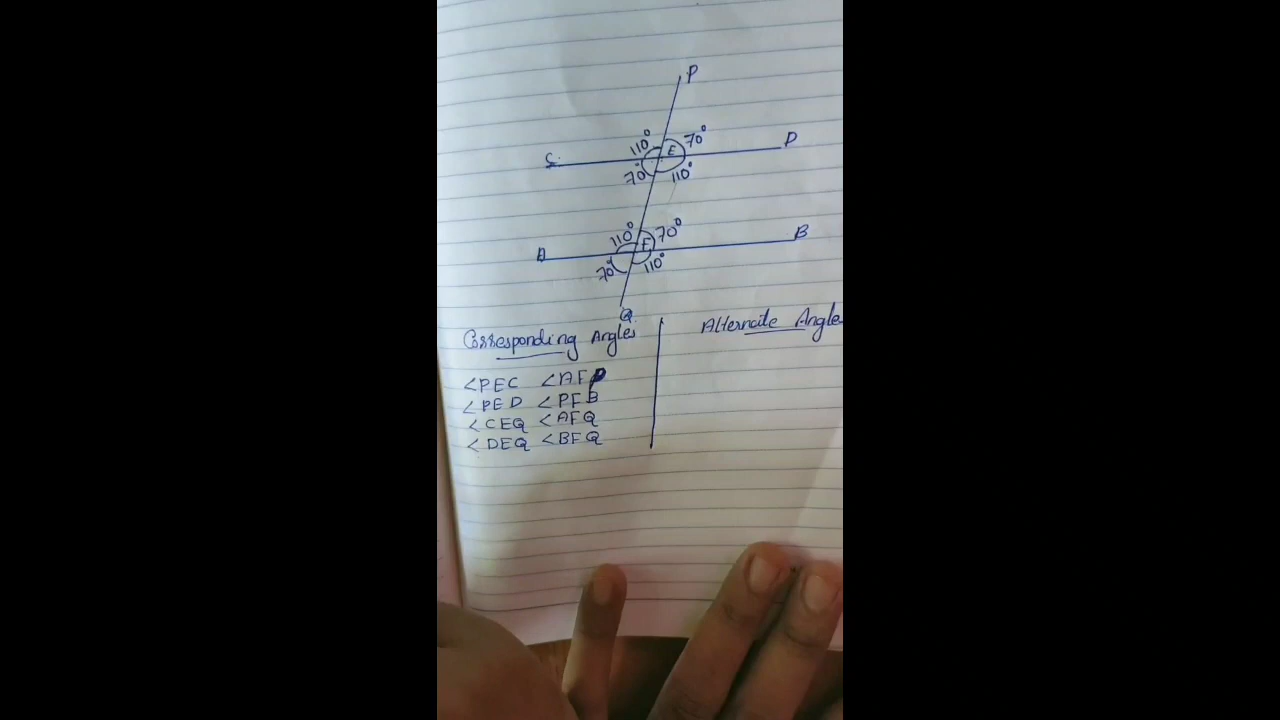 P
110° E 70° D
C 70° 110°
110° F 70° B
A 70° 110°
Q
Corresponding Angles
Alternate Angle
∠PEC ∠AFP
∠PED ∠PFB
∠CEQ ∠AFQ
∠DEQ ∠BFQ